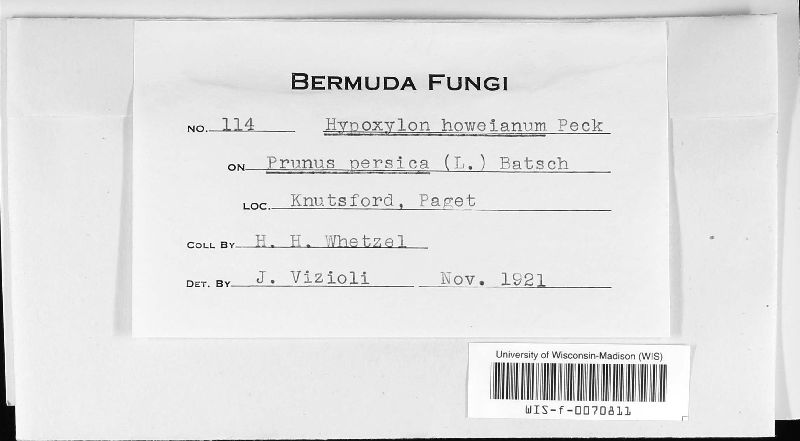 BERMUDA FUNGI
NO. 114 Hypoxylon howeianum Peck
ON Prunus persica (L.) Batsch
LOC. Knutsford, Paget
COLL BY H. H. Whetzel
DET. BY J. Vizioli Nov. 1921
University of Wisconsin-Madison (WIS)
WIS-f-0070811